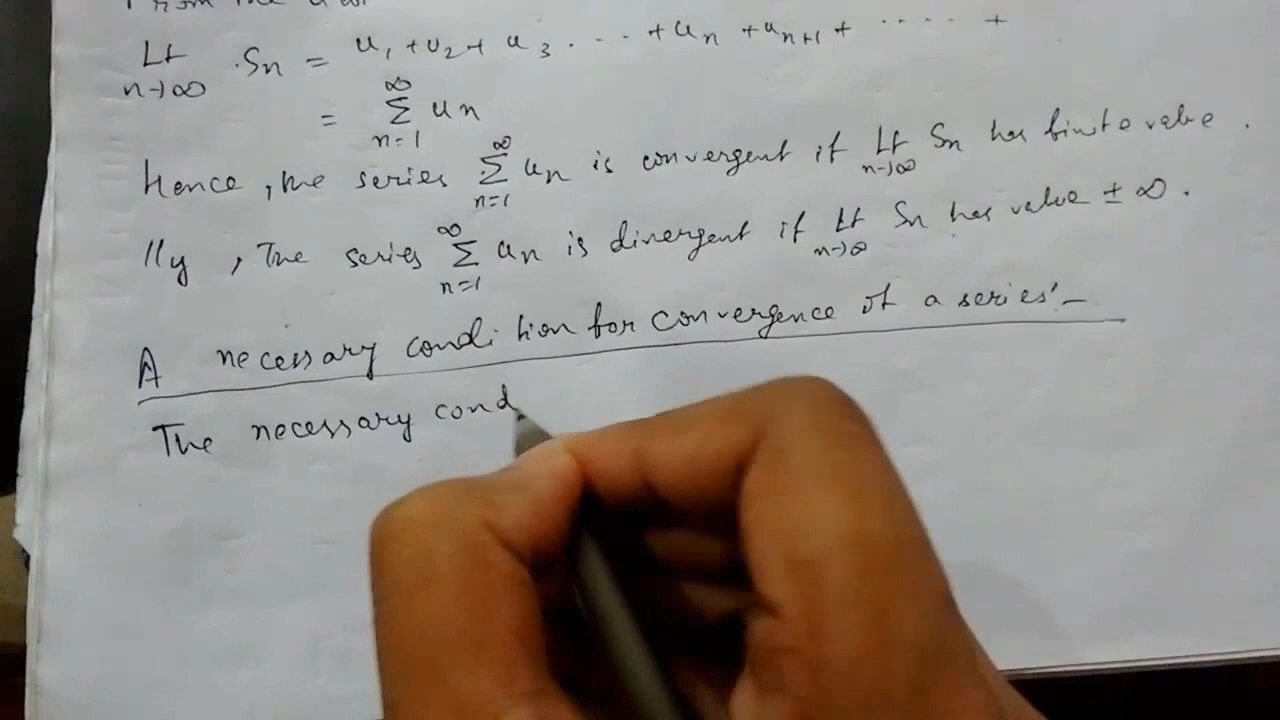 From the
Lt n→∞ .Sn = u1 + u2 + u3 ... + un + un+1 + ..... +
= ∞ Σ n=1 un
Hence, the series ∞ Σ n=1 un is convergent if Lt n→∞ Sn has finite value.
lly, The series ∞ Σ n=1 un is divergent if Lt n→∞ Sn has value ± ∞.
A necessary condition for convergence of a series:-
The necessary cond